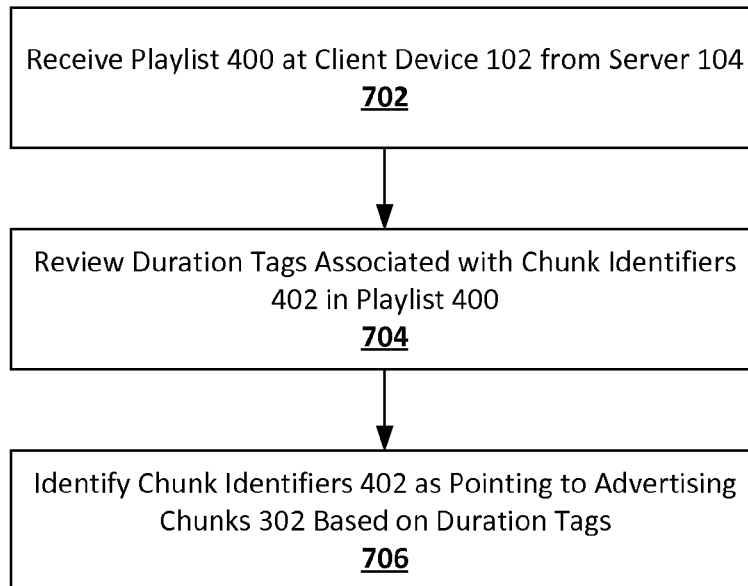 Receive Playlist 400 at Client Device 102 from Server 104
702
Review Duration Tags Associated with Chunk Identifiers
402 in Playlist 400
704
Identify Chunk Identifiers 402 as Pointing to Advertising
Chunks 302 Based on Duration Tags
706